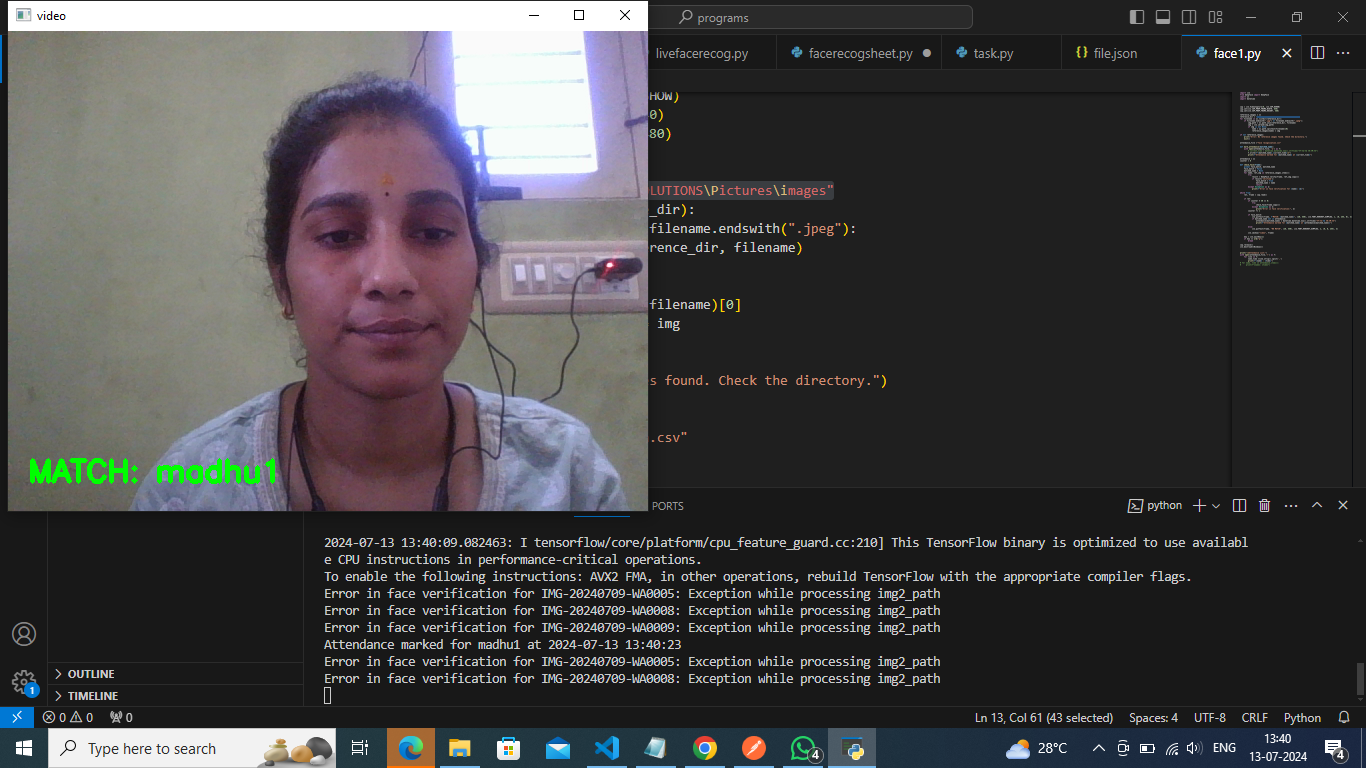 video
programs
livefacerecog.py
facerecogsheet.py
task.py
{} file.json
face1.py
HOW)
0)
80)
OLUTIONS\Pictures\images"
_dir):
filename.endswith(".jpeg"):
rence_dir, filename)
filename)[0]
img
s found. Check the directory.")
.csv"
MATCH: madhu1
PORTS
python
2024-07-13 13:40:09.082463: I tensorflow/core/platform/cpu_feature_guard.cc:210] This TensorFlow binary is optimized to use availabl
e CPU instructions in performance-critical operations.
To enable the following instructions: AVX2 FMA, in other operations, rebuild TensorFlow with the appropriate compiler flags.
Error in face verification for IMG-20240709-WA0005: Exception while processing img2_path
Error in face verification for IMG-20240709-WA0008: Exception while processing img2_path
Error in face verification for IMG-20240709-WA0009: Exception while processing img2_path
Attendance marked for madhu1 at 2024-07-13 13:40:23
Error in face verification for IMG-20240709-WA0005: Exception while processing img2_path
Error in face verification for IMG-20240709-WA0008: Exception while processing img2_path
OUTLINE
1
TIMELINE
0 0 0
Ln 13, Col 61 (43 selected)
Spaces: 4
UTF-8
CRLF
Python
Type here to search
4
28°C
ENG
13:40
13-07-2024
4